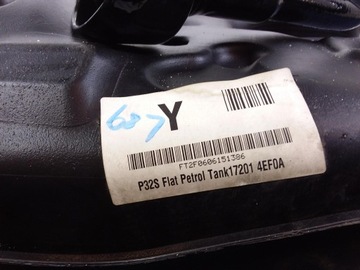 Y
FT2F0606151386
P32S Flat Petrol Tank17201 4EF0A